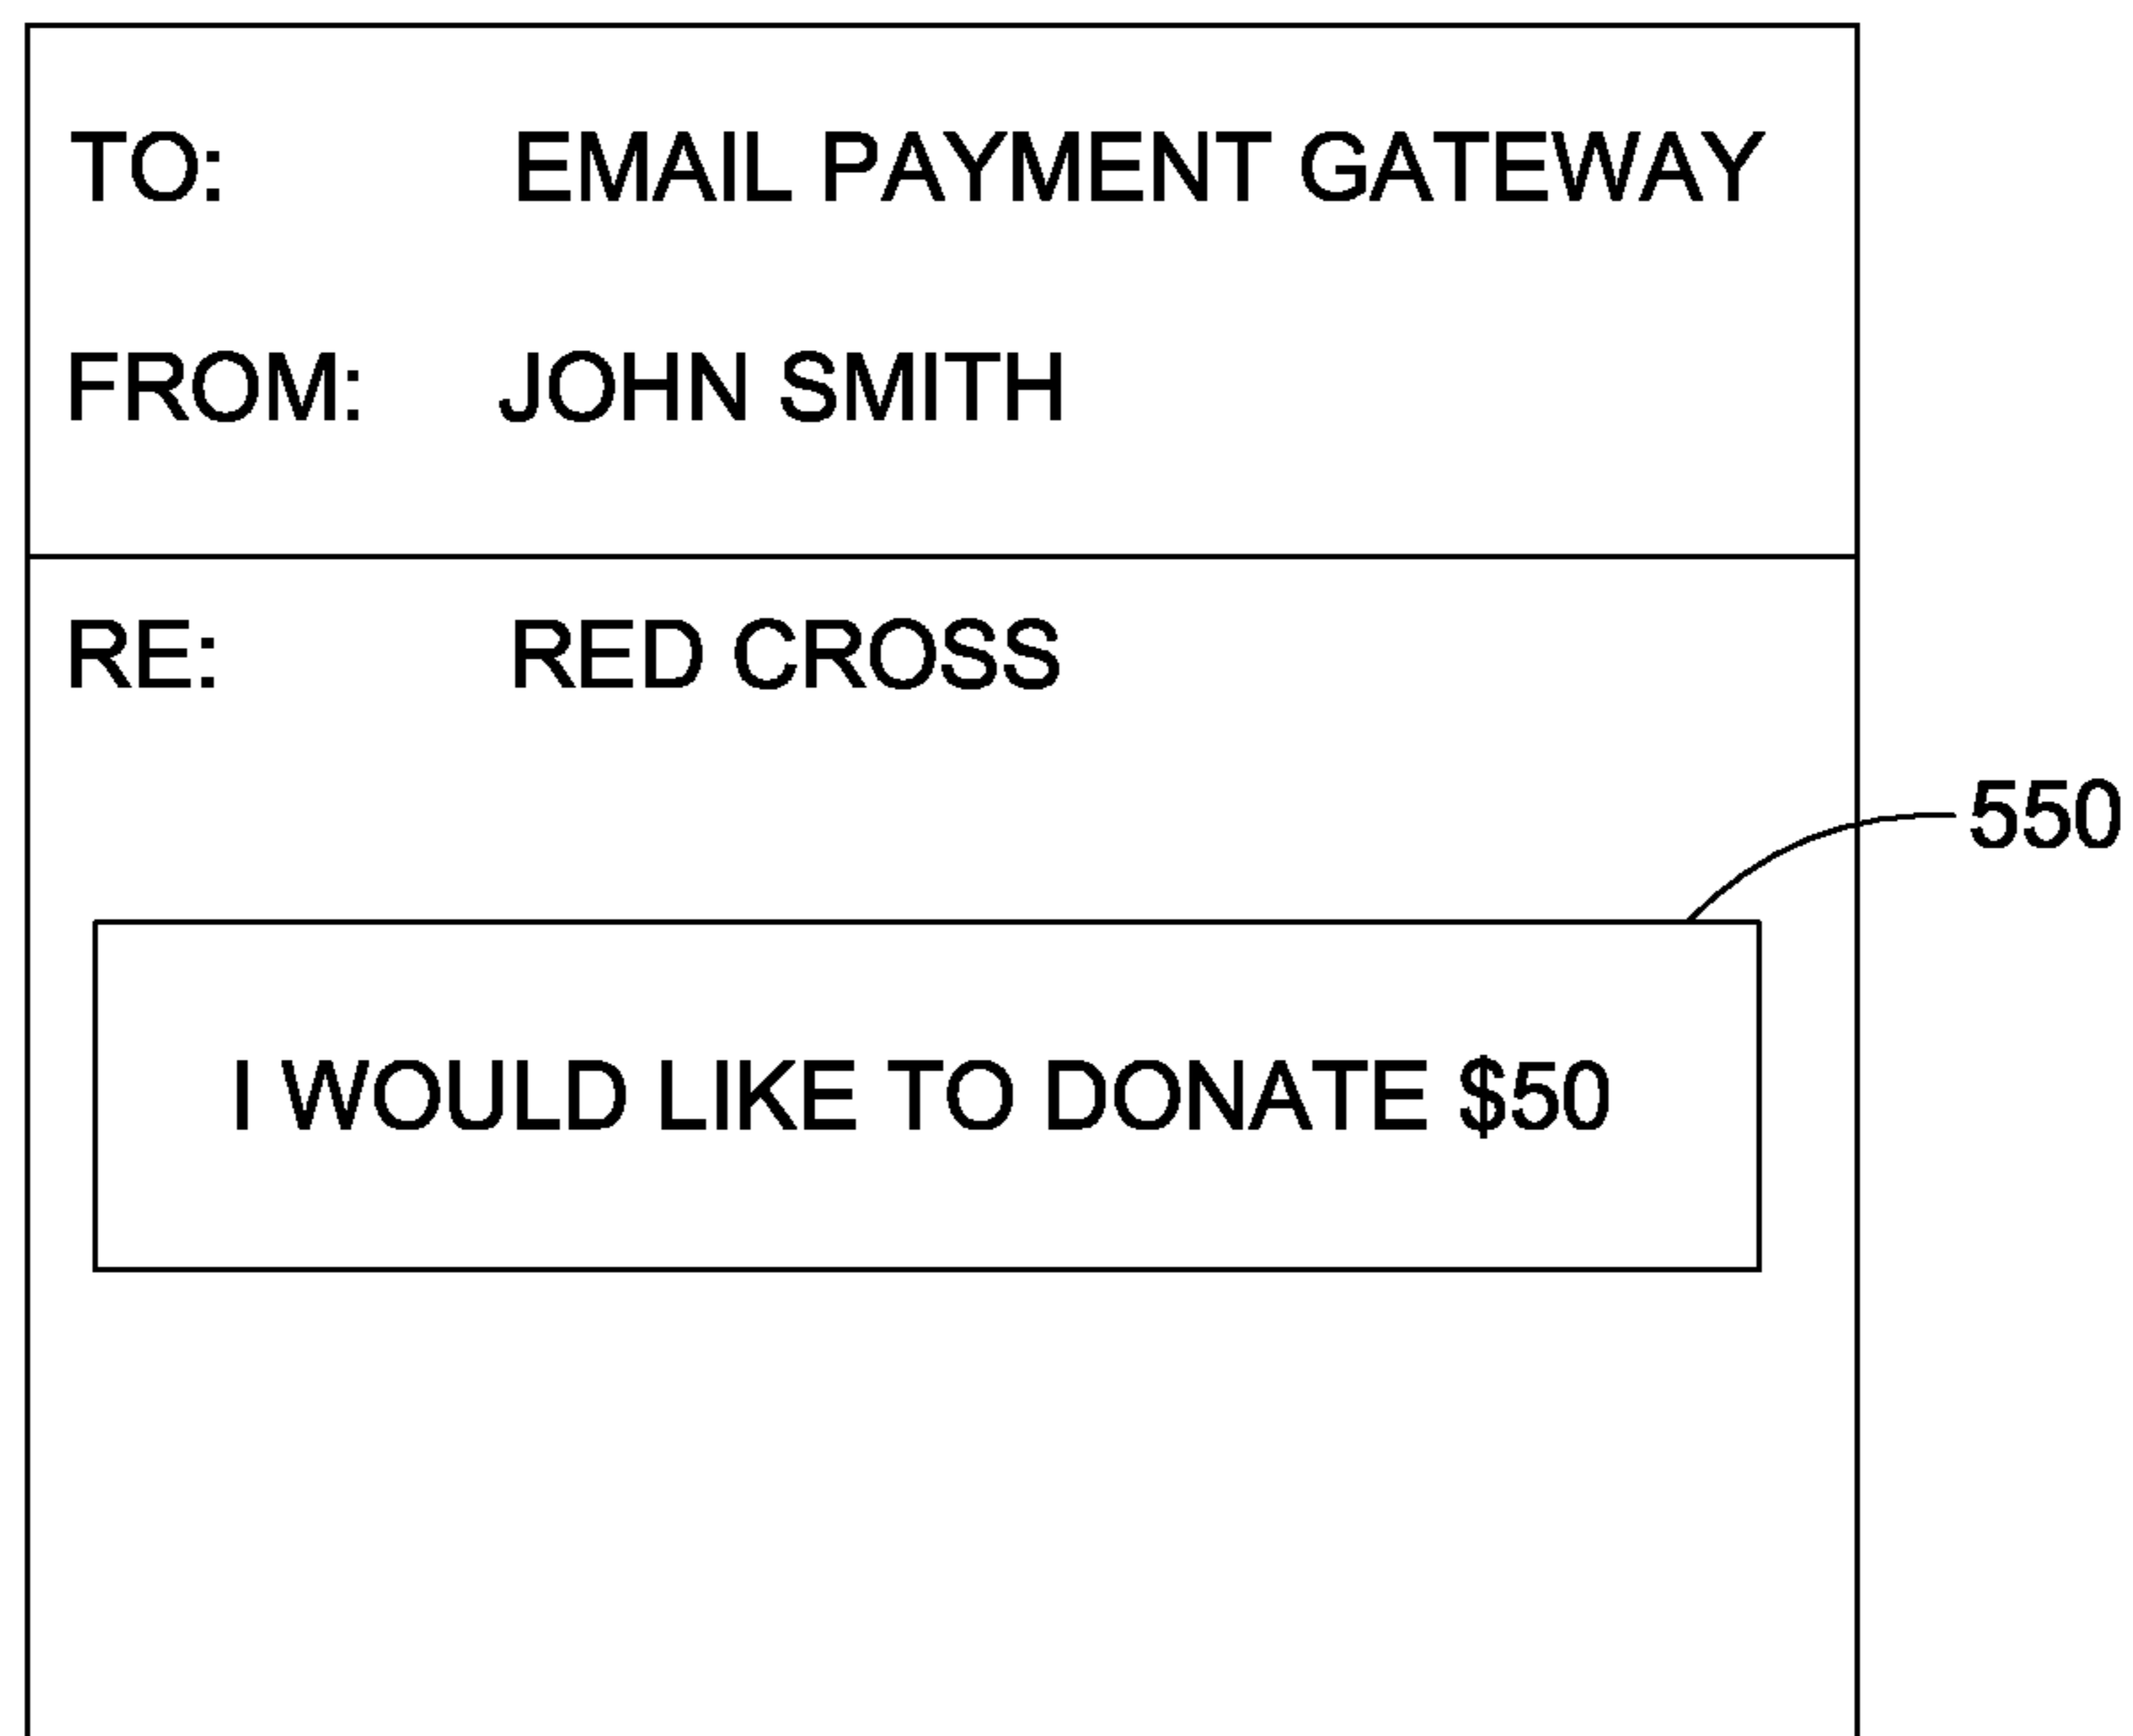 TO: EMAIL PAYMENT GATEWAY
FROM: JOHN SMITH
RE: RED CROSS
550
I WOULD LIKE TO DONATE $50